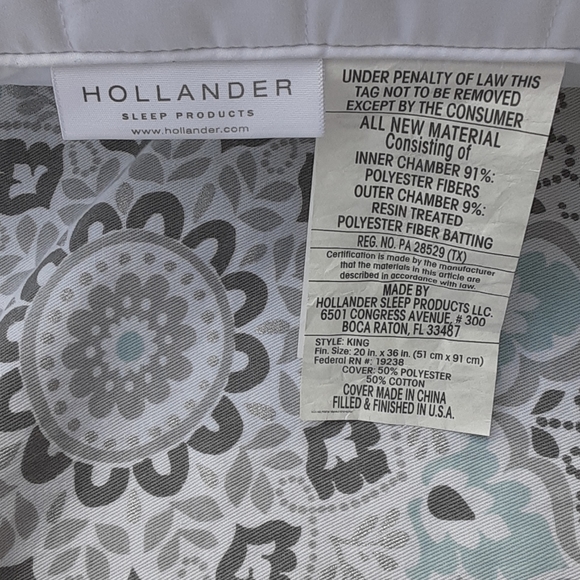 HOLLANDER
SLEEP PRODUCTS
www.hollander.com
UNDER PENALTY OF LAW THIS
TAG NOT TO BE REMOVED
EXCEPT BY THE CONSUMER
ALL NEW MATERIAL
Consisting of
INNER CHAMBER 91%:
POLYESTER FIBERS
OUTER CHAMBER 9%:
RESIN TREATED
POLYESTER FIBER BATTING
REG. NO. PA 28529 (TX)
Certification is made by the manufacturer
that the materials in this article are
described in accordance with law.
MADE BY
HOLLANDER SLEEP PRODUCTS LLC.
6501 CONGRESS AVENUE, # 300
BOCA RATON, FL 33487
STYLE: KING
Fin. Size: 20 in. x 36 in. (51 cm x 91 cm)
Federal RN #: 19238
COVER: 50% POLYESTER
50% COTTON
COVER MADE IN CHINA
FILLED & FINISHED IN U.S.A.